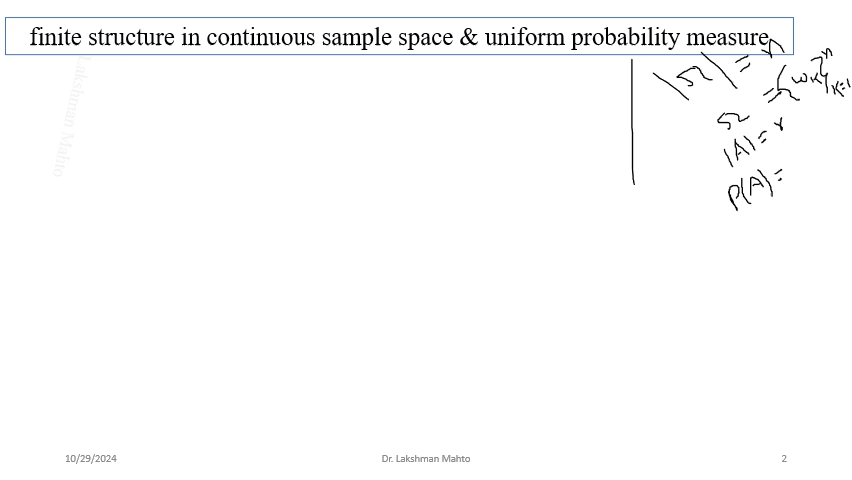 finite structure in continuous sample space & uniform probability measure
Lakshman Mahto
|Ω| = n
Ω = {ωk}ⁿk=1
|A| = r
P(A) =
10/29/2024
Dr. Lakshman Mahto
2